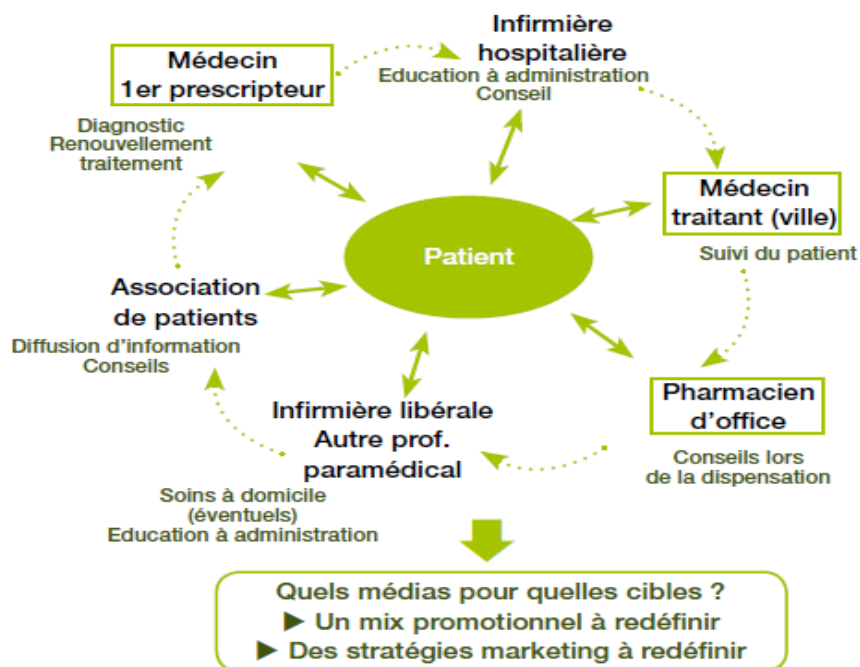 Médecin
1er prescripteur
Diagnostic
Renouvellement
traitement
Infirmière
hospitalière
Education à administration
Conseil
Médecin
traitant (ville)
Suivi du patient
Patient
Association
de patients
Diffusion d'information
Conseils
Infirmière libérale
Autre prof.
paramédical
Soins à domicile
(éventuels)
Education à administration
Pharmacien
d'office
Conseils lors
de la dispensation
Quels médias pour quelles cibles ?
► Un mix promotionnel à redéfinir
► Des stratégies marketing à redéfinir